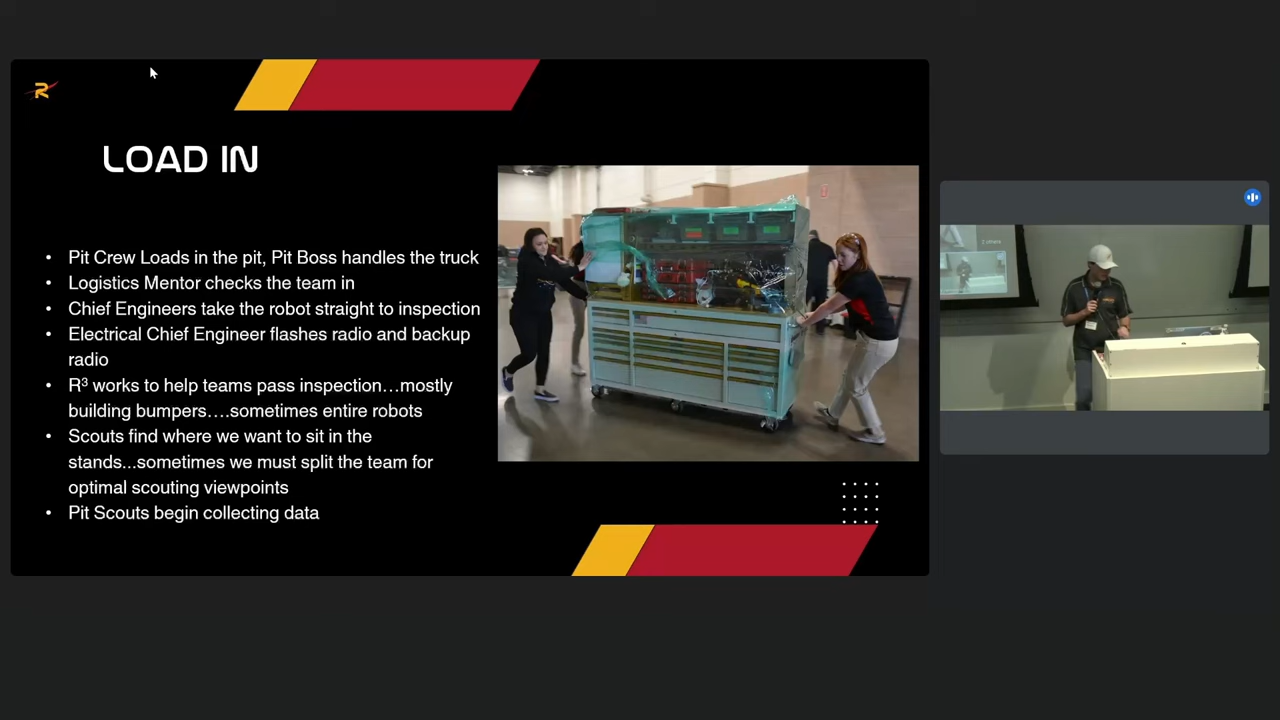 R
LOAD IN
• Pit Crew Loads in the pit, Pit Boss handles the truck
• Logistics Mentor checks the team in
• Chief Engineers take the robot straight to inspection
• Electrical Chief Engineer flashes radio and backup
radio
• R³ works to help teams pass inspection…mostly
building bumpers….sometimes entire robots
• Scouts find where we want to sit in the
stands...sometimes we must split the team for
optimal scouting viewpoints
• Pit Scouts begin collecting data